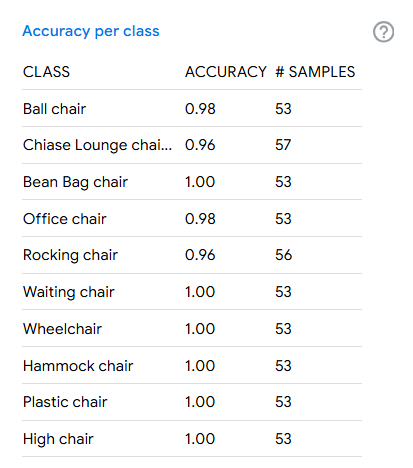 Accuracy per class ?
CLASS ACCURACY # SAMPLES
Ball chair 0.98 53
Chiase Lounge chai... 0.96 57
Bean Bag chair 1.00 53
Office chair 0.98 53
Rocking chair 0.96 56
Waiting chair 1.00 53
Wheelchair 1.00 53
Hammock chair 1.00 53
Plastic chair 1.00 53
High chair 1.00 53